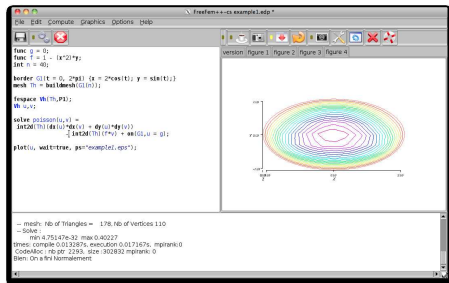 FreeFem++-cs example1.edp *
File Edit Compute Graphics Options Help
version figure 1 figure 2 figure 3 figure 4
func g = 0;
func f = 1 - (x^2)*y;
int n = 40;
border G1(t = 0, 2*pi) {x = 2*cos(t); y = sin(t);}
mesh Th = buildmesh(G1(n));
fespace Vh(Th,P1);
Vh u,v;
solve poisson(u,v) =
int2d(Th)(dx(u)*dx(v) + dy(u)*dy(v))
- int2d(Th)(f*v) + on(G1,u = g);
plot(u, wait=true, ps="example1.eps");
-- mesh: Nb of Triangles = 178, Nb of Vertices 110
-- Solve :
min 4.75147e-32 max 0.40227
times: compile 0.013287s, execution 0.017167s, mpirank:0
CodeAlloc : nb ptr 2293, size :302832 mpirank: 0
Bien: On a fini Normalement